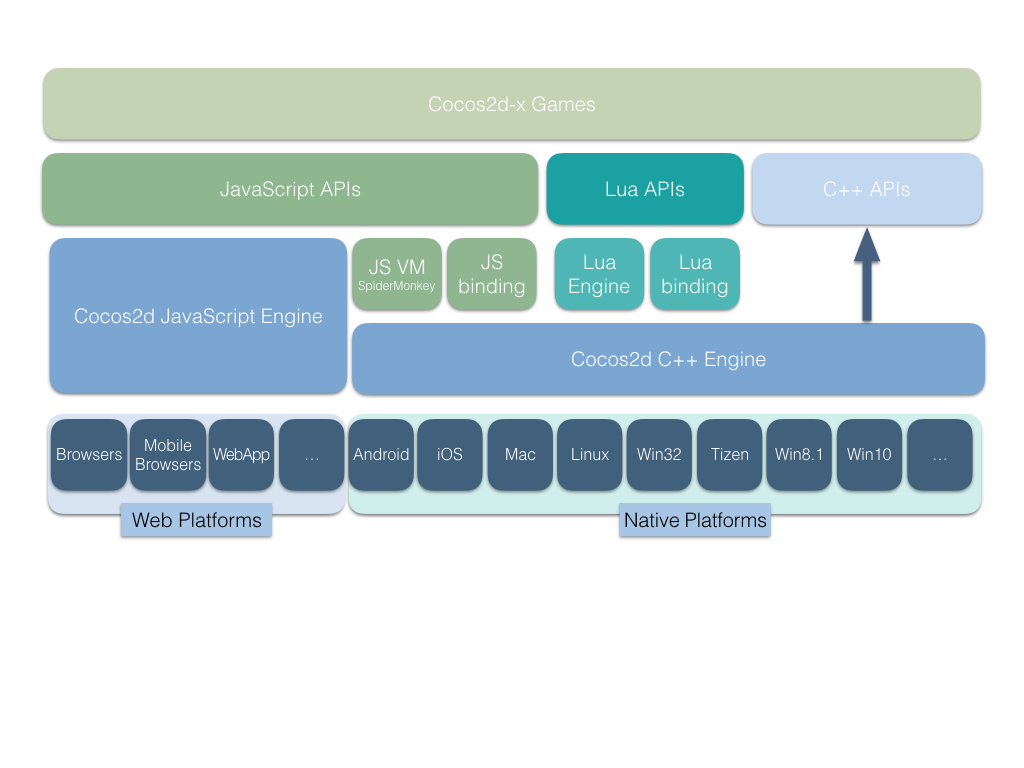 Cocos2d-x Games
JavaScript APIs
Lua APIs
C++ APIs
Cocos2d JavaScript Engine
JS VM
SpiderMonkey
JS
binding
Lua
Engine
Lua
binding
Cocos2d C++ Engine
Browsers
Mobile
Browsers
WebApp
...
Android
iOS
Mac
Linux
Win32
Tizen
Win8.1
Win10
...
Web Platforms
Native Platforms